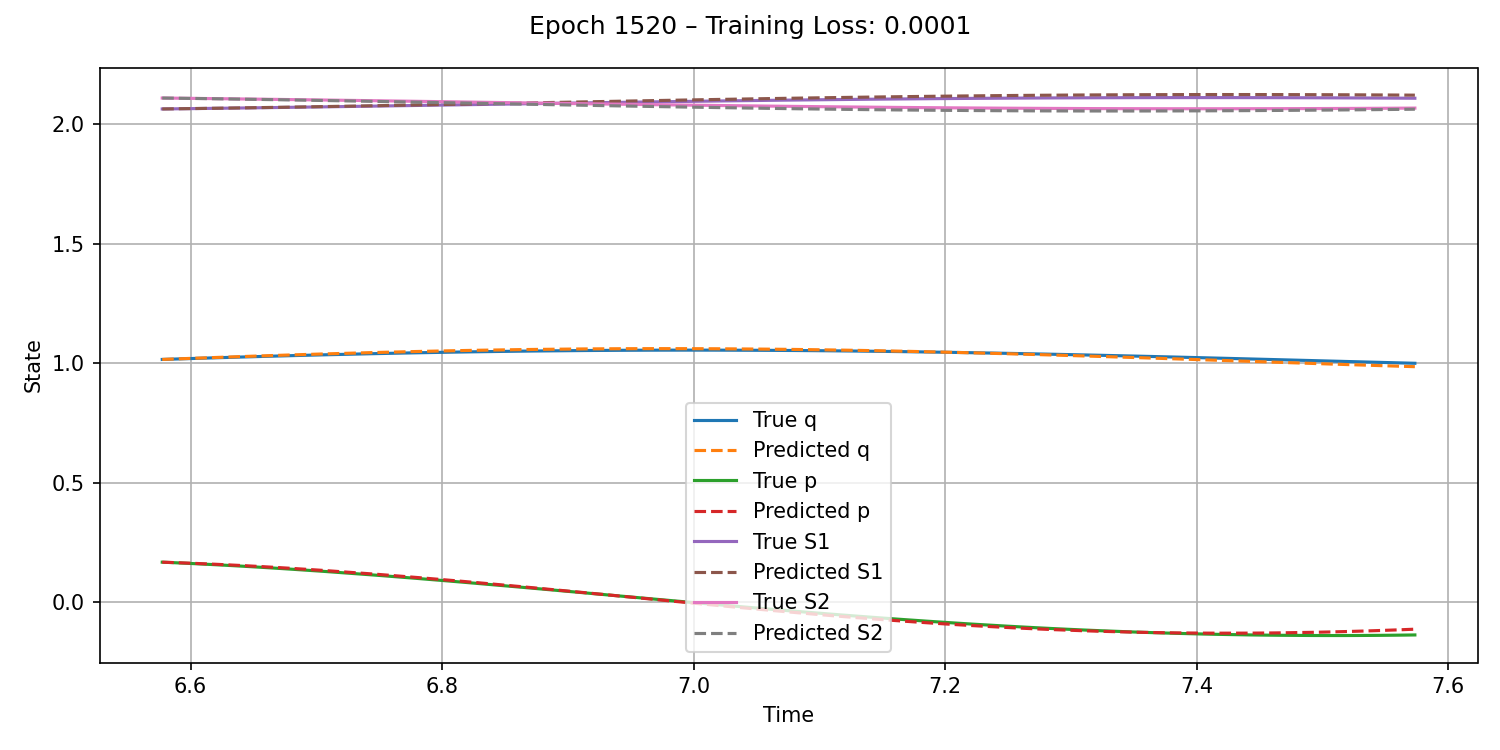 Epoch 1520 – Training Loss: 0.0001
State
2.0
1.5
1.0
0.5
0.0
True q
Predicted q
True p
Predicted p
True S1
Predicted S1
True S2
Predicted S2
6.6 6.8 7.0 7.2 7.4 7.6
Time